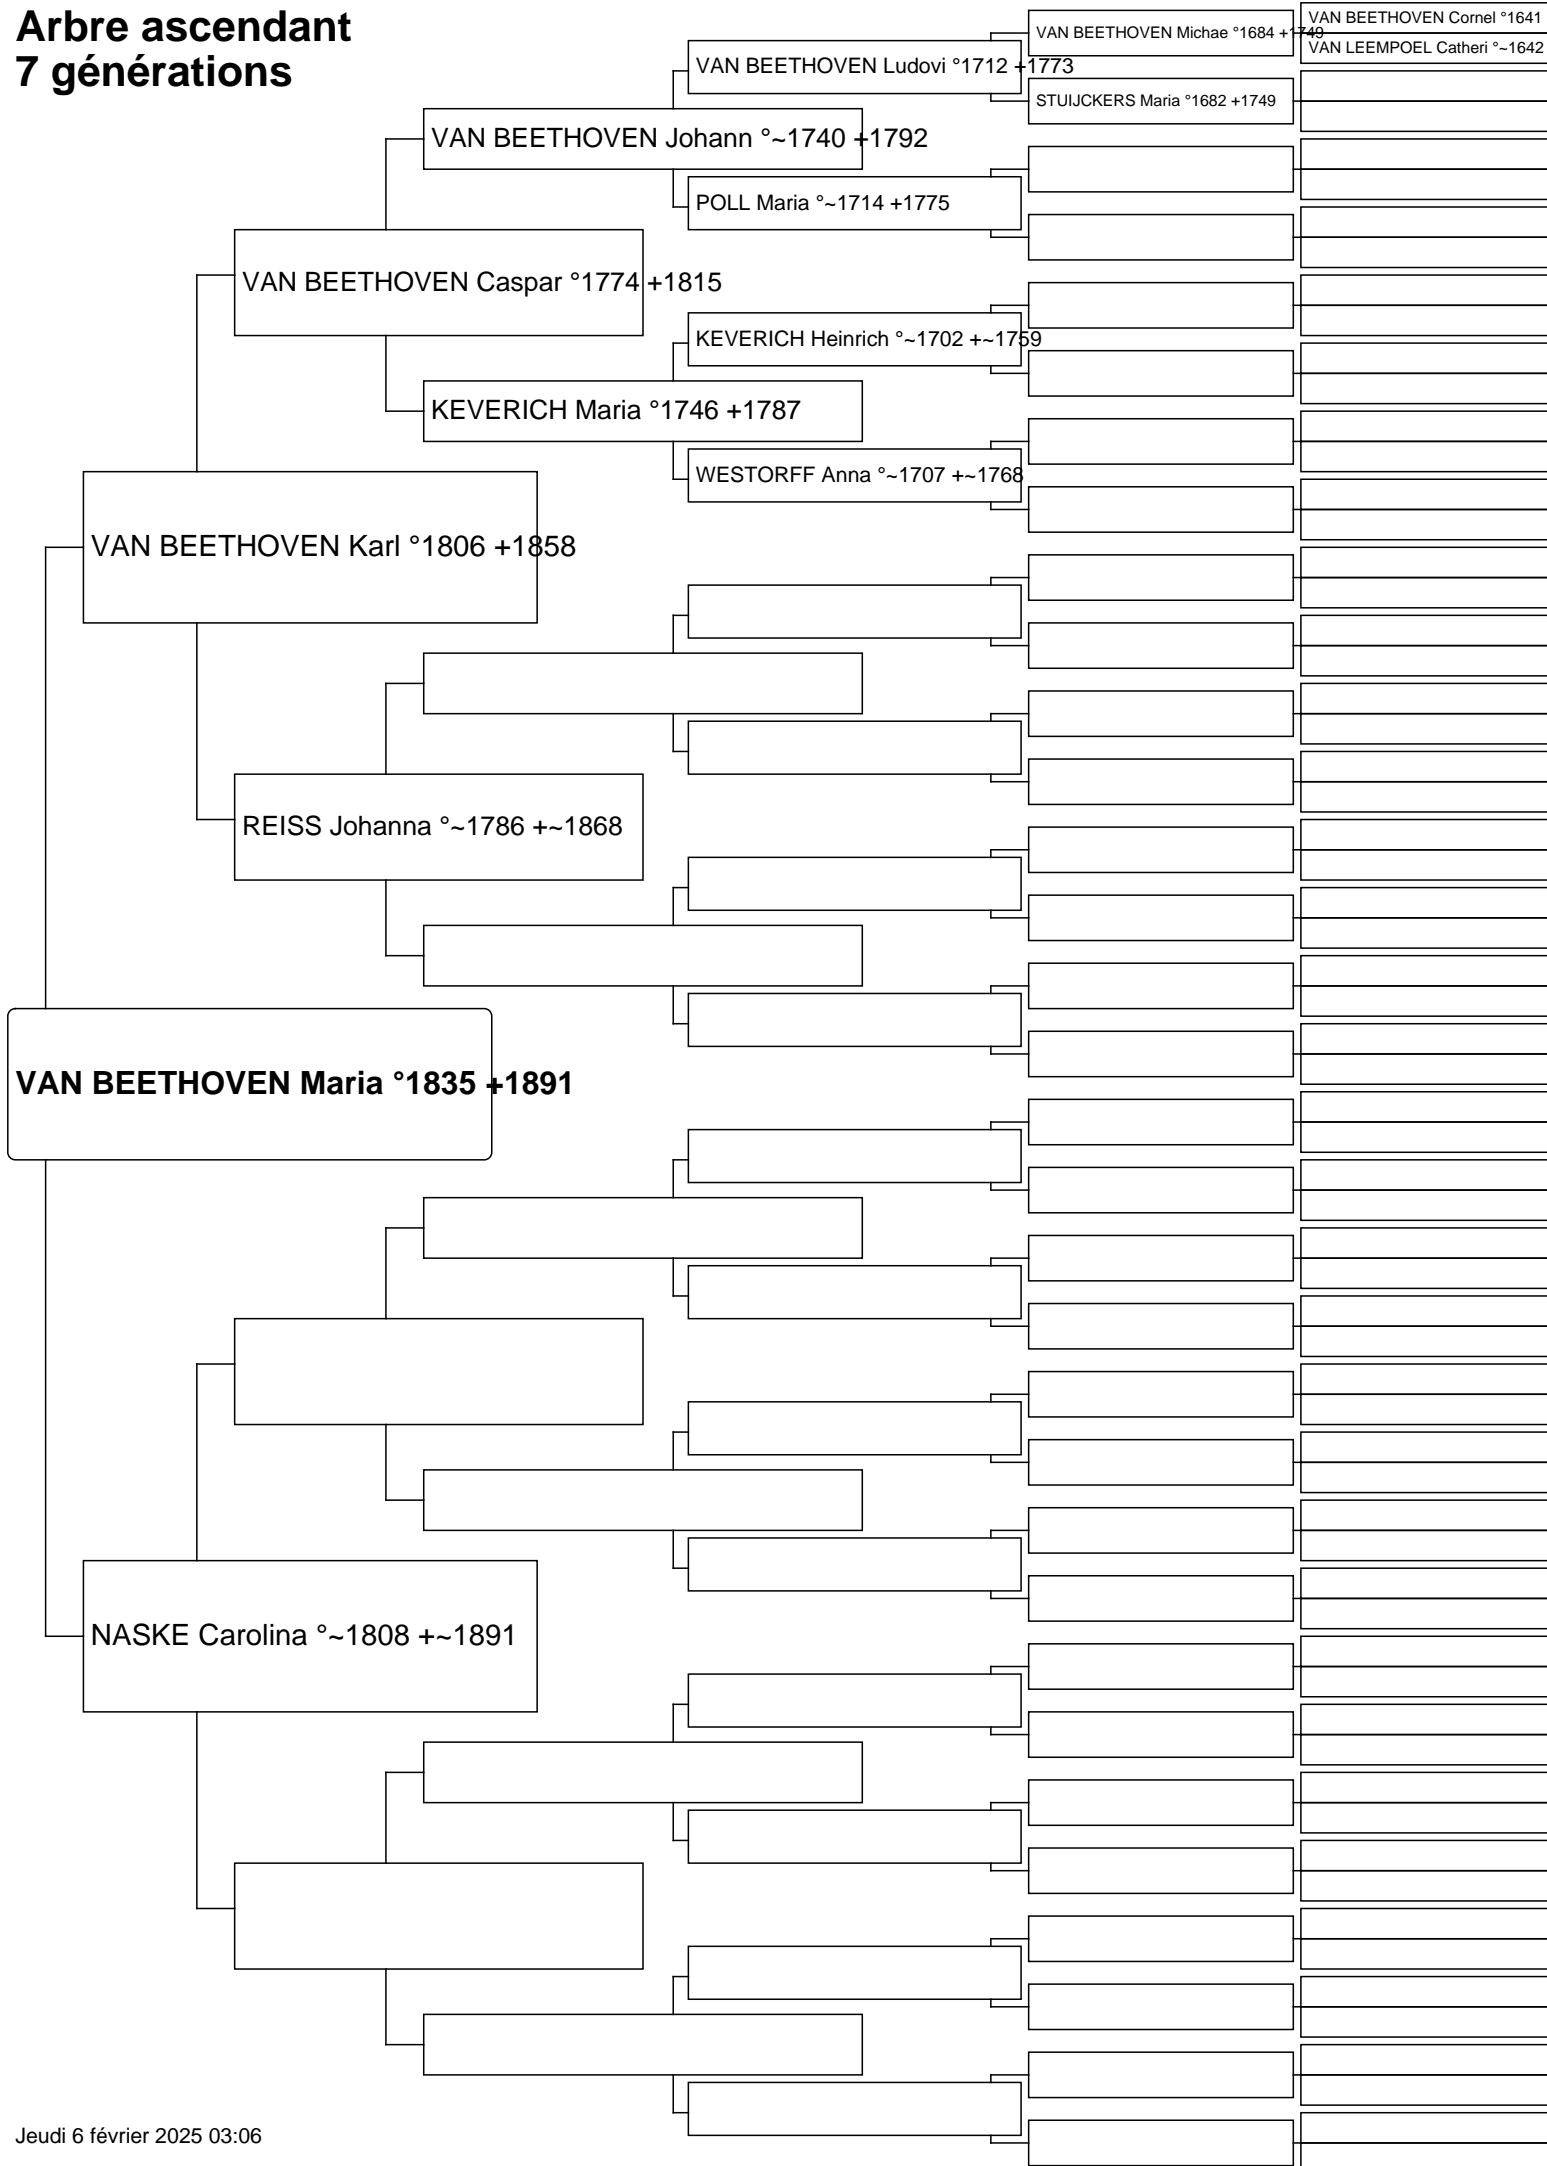 Arbre ascendant
7 générations
VAN BEETHOVEN Cornel °1641
VAN BEETHOVEN Michae °1684 +1749
VAN LEEMPOEL Catheri °~1642
VAN BEETHOVEN Ludovi °1712 +1773
STUIJCKERS Maria °1682 +1749
VAN BEETHOVEN Johann °~1740 +1792
POLL Maria °~1714 +1775
VAN BEETHOVEN Caspar °1774 +1815
KEVERICH Heinrich °~1702 +~1759
KEVERICH Maria °1746 +1787
WESTORFF Anna °~1707 +~1768
VAN BEETHOVEN Karl °1806 +1858
REISS Johanna °~1786 +~1868
VAN BEETHOVEN Maria °1835 +1891
NASKE Carolina °~1808 +~1891
Jeudi 6 février 2025 03:06